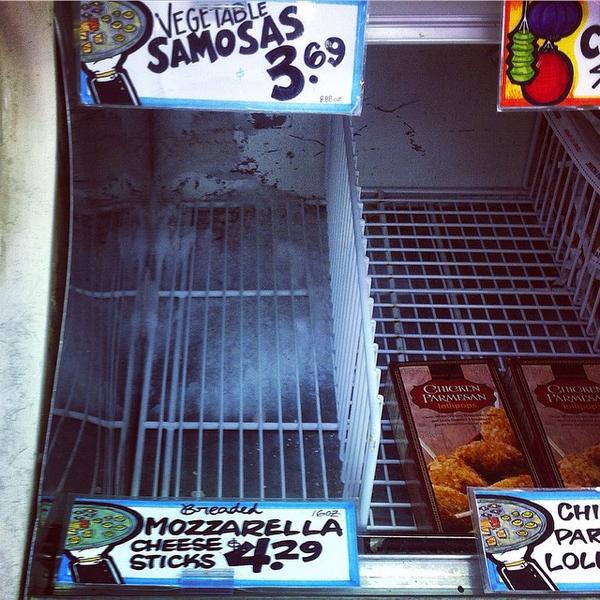 VEGETABLE
SAMOSAS
$3.69
CHICKEN
PARMESAN
lollipops
CHICKEN
PARMESAN
lollipops
Breaded 16oz
MOZZARELLA
CHEESE
STICKS $4.29
CHI
PAR
LOL